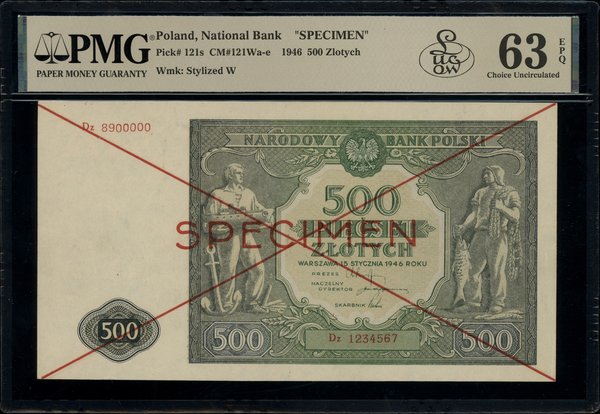 PMG
PAPER MONEY GUARANTY
Poland, National Bank "SPECIMEN"
Pick# 121s CM#121Wa-e 1946 500 Zlotych
Wmk: Stylized W
63 EPQ
Choice Uncirculated
Dz 8900000
NARODOWY BANK POLSKI
500
ZŁOTYCH
SPECIMEN
WARSZAWA 15 STYCZNIA 1946 ROKU
PREZES
NACZELNY
DYREKTOR
SKARBNIK
500
500
Dz 1234567
500